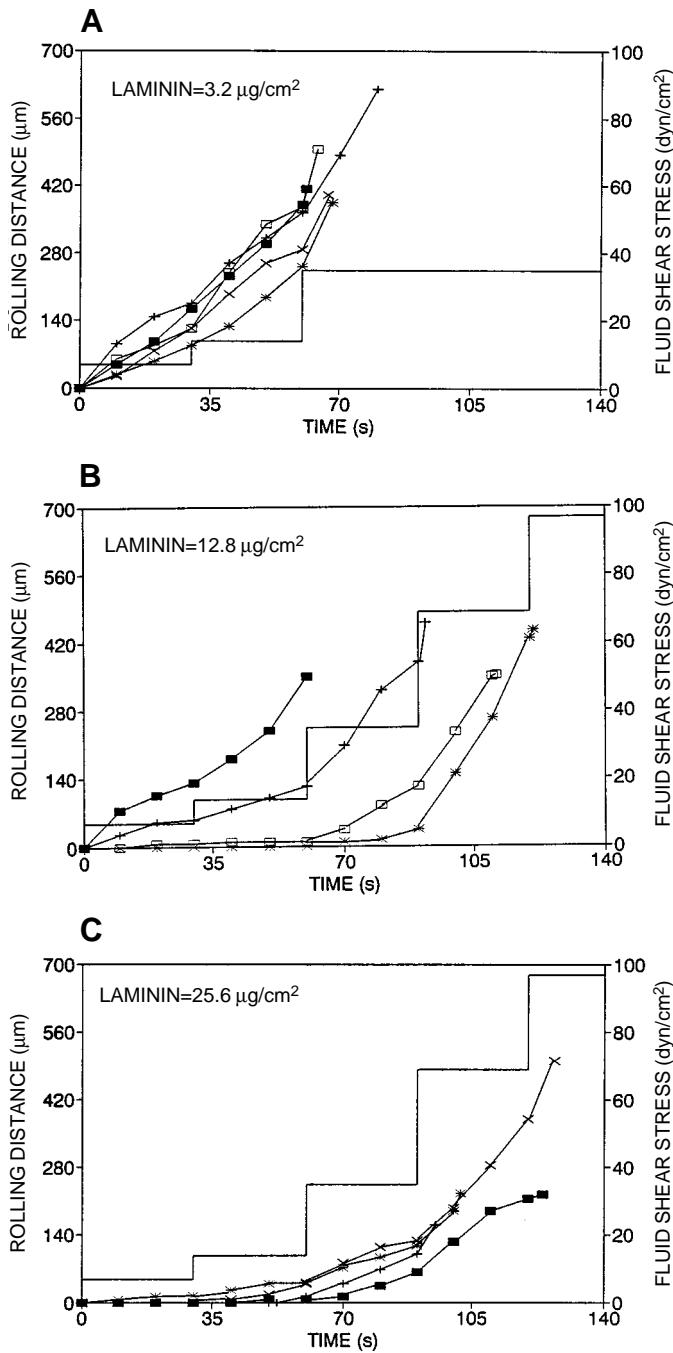 A
LAMININ=3.2 μg/cm²
ROLLING DISTANCE (μm)
700
560
420
280
140
0
FLUID SHEAR STRESS (dyn/cm²)
100
80
60
40
20
0
0 35 70 105 140
TIME (s)
B
LAMININ=12.8 μg/cm²
ROLLING DISTANCE (μm)
700
560
420
280
140
0
FLUID SHEAR STRESS (dyn/cm²)
100
80
60
40
20
0
0 35 70 105 140
TIME (s)
C
LAMININ=25.6 μg/cm²
ROLLING DISTANCE (μm)
700
560
420
280
140
0
FLUID SHEAR STRESS (dyn/cm²)
100
80
60
40
20
0
0 35 70 105 140
TIME (s)